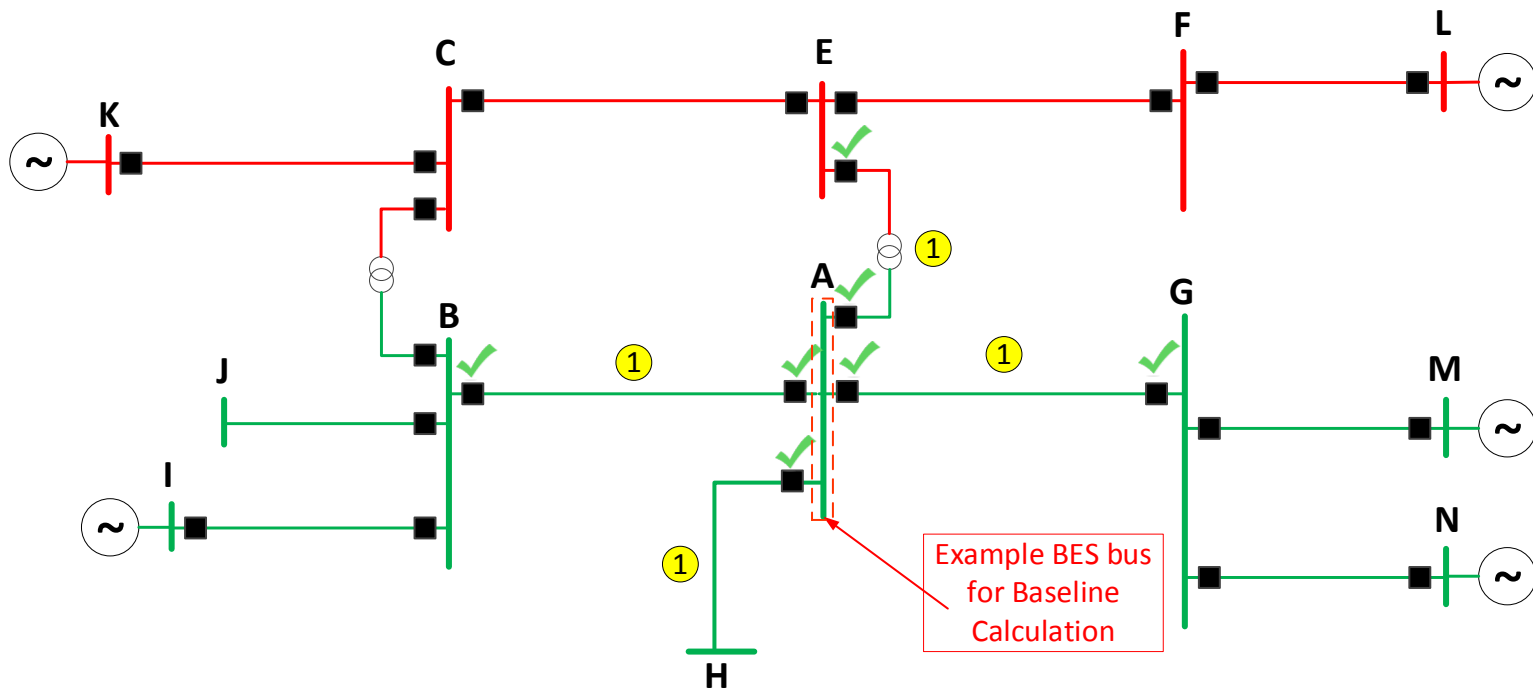 F
L
C
E
K
~
~
1
A
G
B
1
1
J
M
~
I
~
1
Example BES bus
for Baseline
Calculation
N
~
H